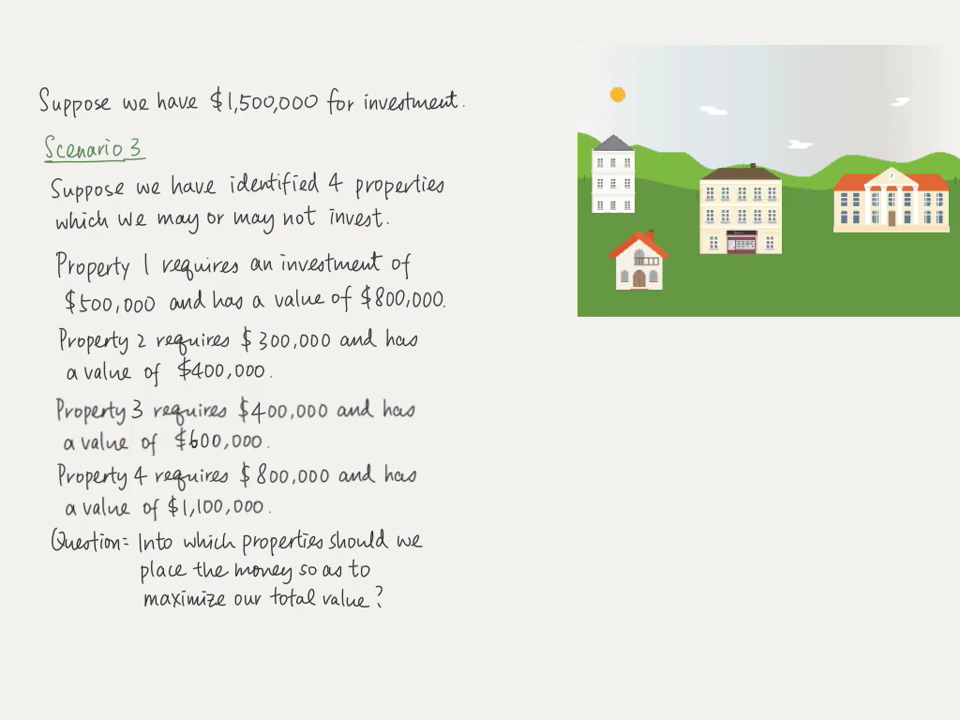 Suppose we have $1,500,000 for investment.
Scenario 3
Suppose we have identified 4 properties
which we may or may not invest.
Property 1 requires an investment of
$500,000 and has a value of $800,000.
Property 2 requires $300,000 and has
a value of $400,000.
Property 3 requires $400,000 and has
a value of $600,000.
Property 4 requires $800,000 and has
a value of $1,100,000.
Question: Into which properties should we
place the money so as to
maximize our total value?